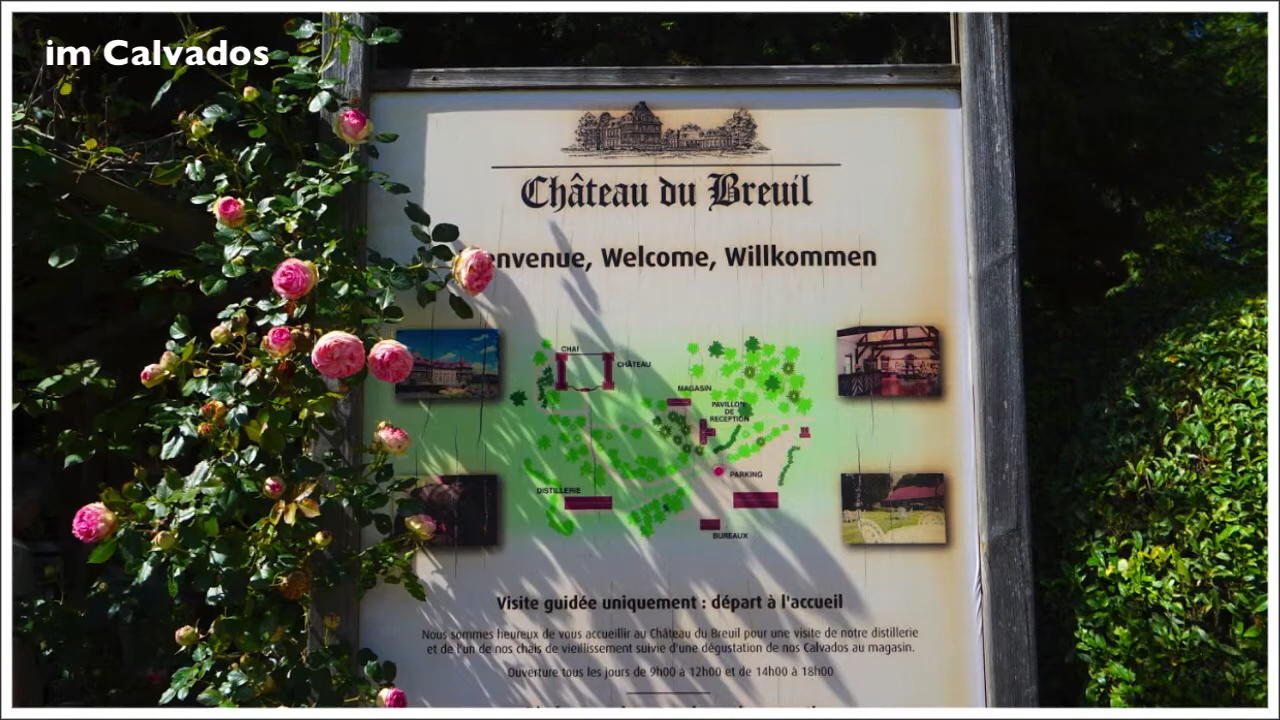 im Calvados
Château du Breuil
envenue, Welcome, Willkommen
CHAI
CHÂTEAU
MAGASIN
PAVILLON
DE
RECEPTION
PARKING
DISTILLERIE
BUREAUX
Visite guidée uniquement : départ à l'accueil
Nous sommes heureux de vous accueillir au Château du Breuil pour une visite de notre distillerie
et de l'un de nos chais de vieillissement suivie d'une dégustation de nos Calvados au magasin.
Ouverture tous les jours de 9h00 à 12h00 et de 14h00 à 18h00